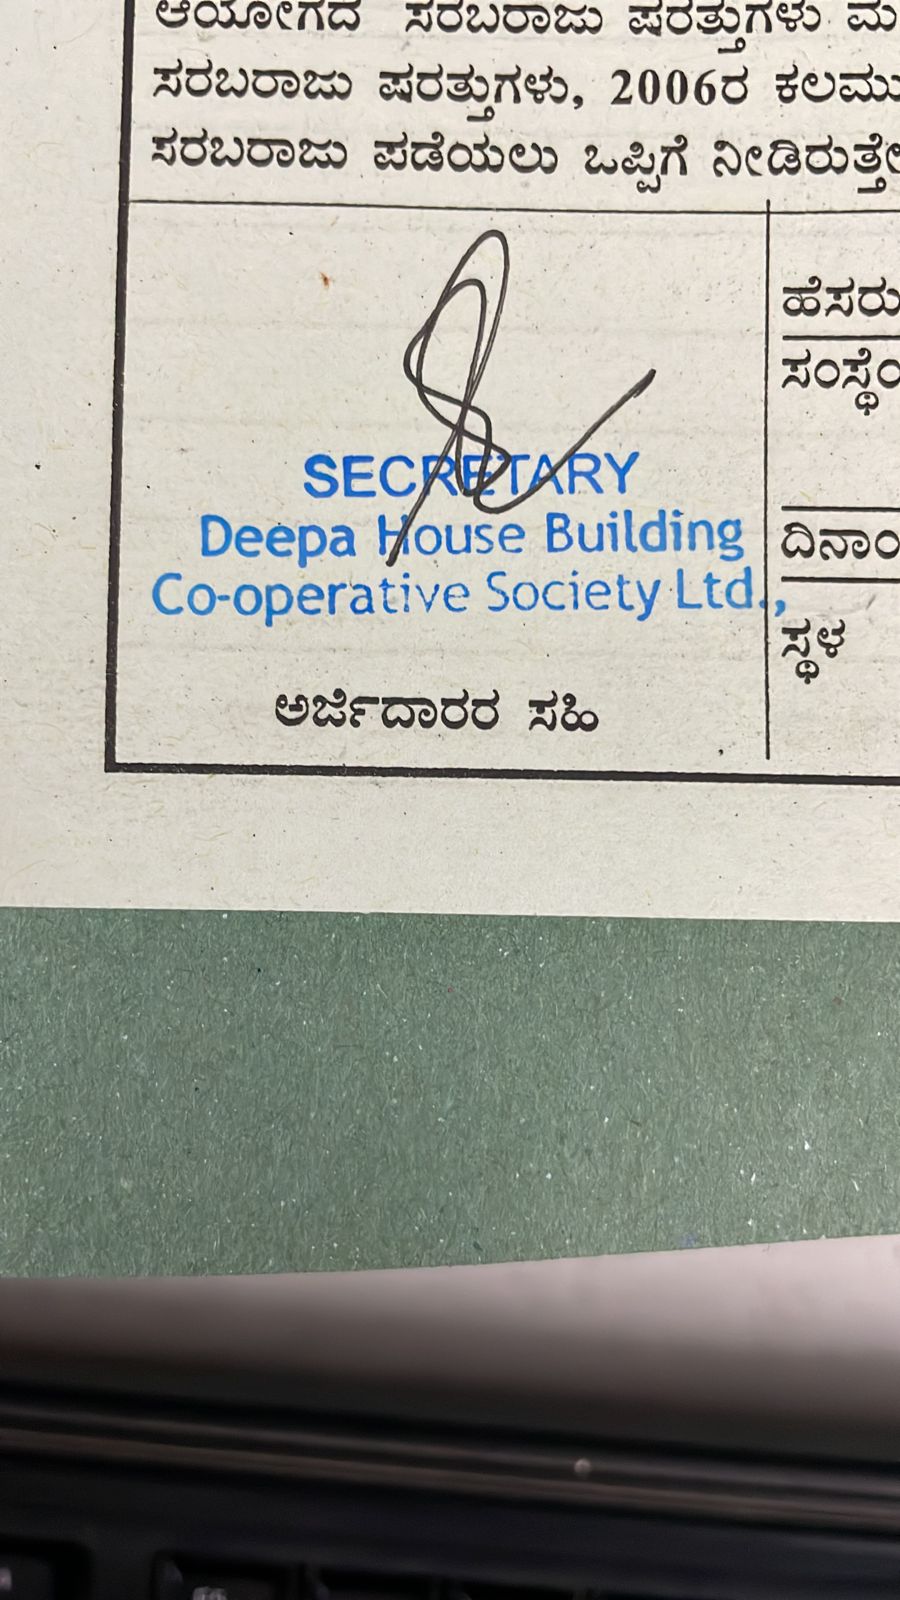 ಆಯೋಗದ ಸರಬರಾಜು ಷರತ್ತುಗಳು
ಸರಬರಾಜು ಷರತ್ತುಗಳು, 2006ರ
ಸರಬರಾಜು ಪಡೆಯಲು ಒಪ್ಪಿಗೆ
ಹೆಸರು
SECRETARY
Deepa House Building
Co-operative Society Ltd.,
ಸ್ಥಳ
ಅರ್ಜಿದಾರರ ಸಹಿ